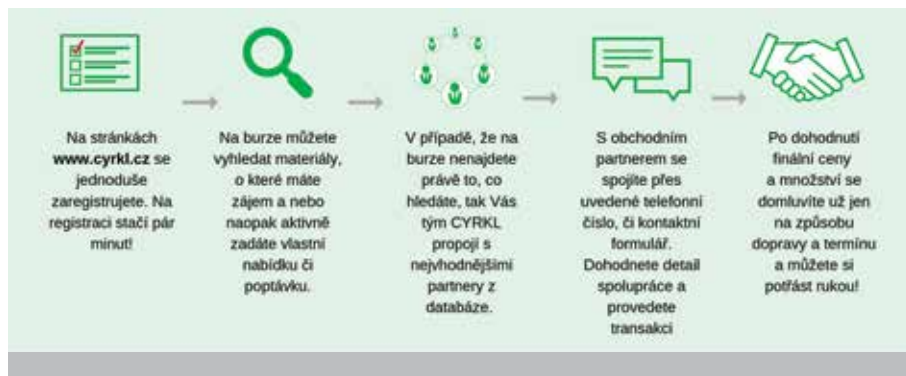 Na stránkách
www.cyrkl.cz se
jednoduše
zaregistrujete. Na
registraci stačí pár
minut!
Na burze můžete
vyhledat materiály,
o které máte
zájem a nebo
naopak aktivně
zadáte vlastní
nabídku či
poptávku.
V případě, že na
burze nenajdete
právě to, co
hledáte, tak Vás
tým CYRKL
propojí s
nejvhodnějšími
partnery z
databáze.
S obchodním
partnerem se
spojíte přes
uvedené telefonní
číslo, či kontaktní
formulář.
Dohodnete detail
spolupráce a
provedete
transakci
Po dohodnutí
finální ceny
a množství se
domluvíte už jen
na způsobu
dopravy a termínu
a můžete si
potřást rukou!